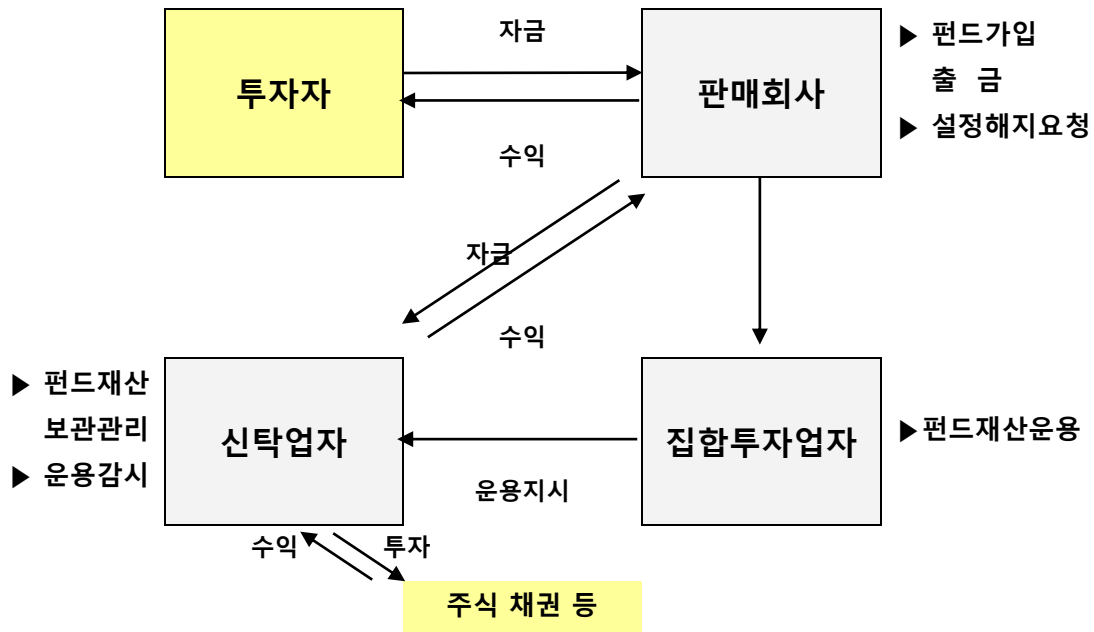 자금
투자자
판매회사
▶ 펀드가입
출 금
▶ 설정해지요청
수익
자금
수익
▶ 펀드재산
보관관리
▶ 운용감시
신탁업자
집합투자업자
▶펀드재산운용
운용지시
수익
투자
주식 채권 등